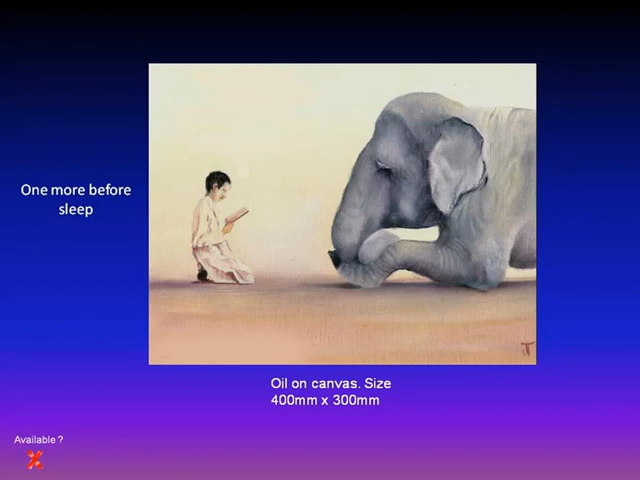 One more before
sleep
Oil on canvas. Size
400mm x 300mm
Available ?